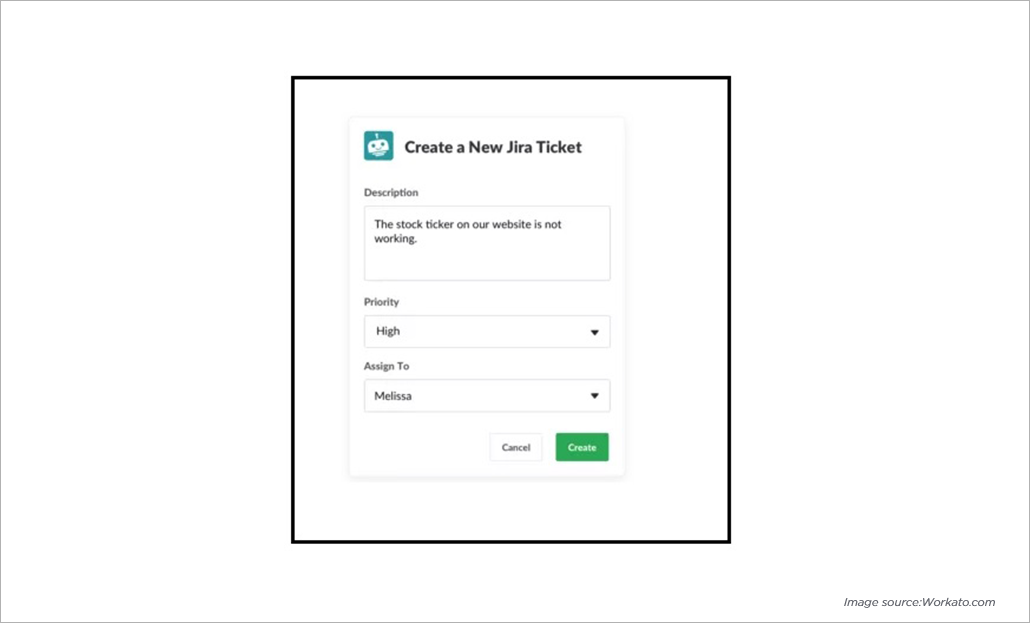 Create a New Jira Ticket
Description
The stock ticker on our website is not
working.
Priority
High
Assign To
Melissa
Cancel
Create
Image source:Workato.com